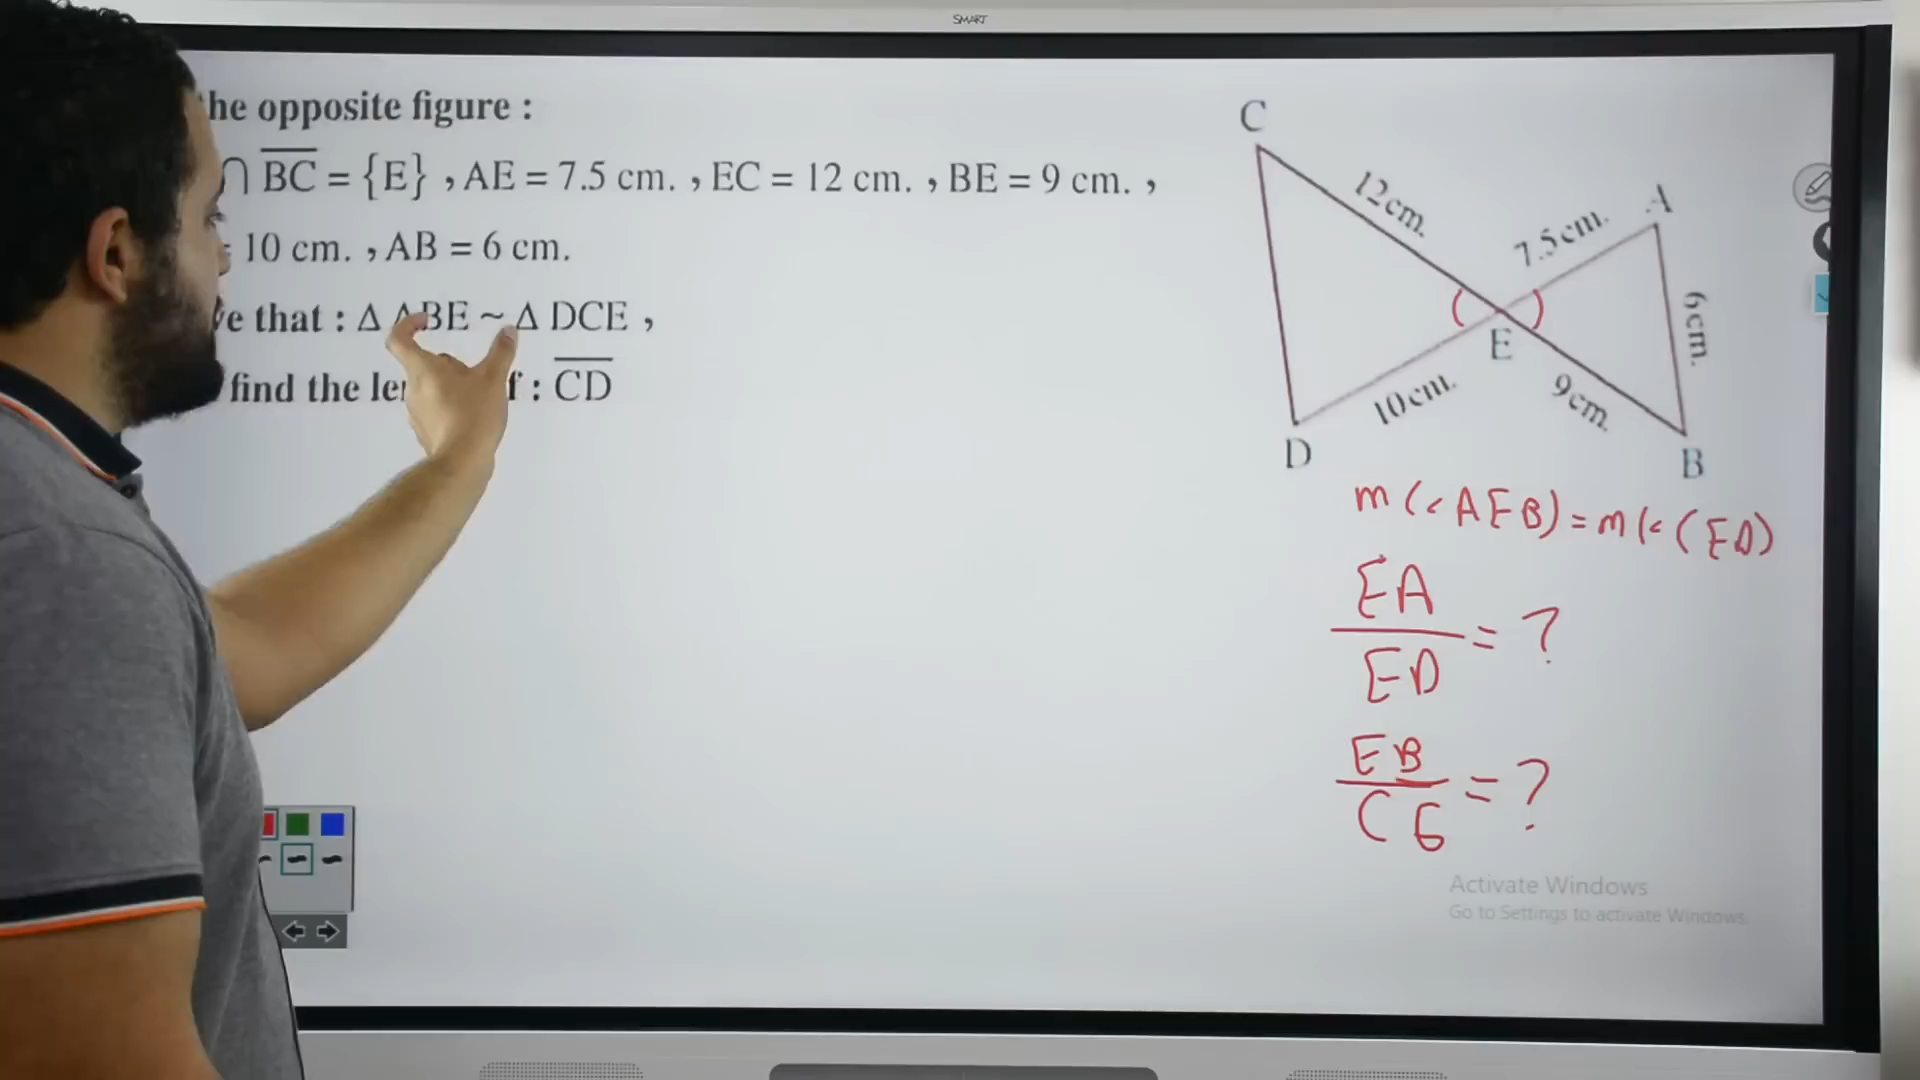 SMART
he opposite figure :
∩ BC = {E} , AE = 7.5 cm. , EC = 12 cm. , BE = 9 cm. ,
= 10 cm. , AB = 6 cm.
e that : Δ ABE ~ Δ DCE ,
find the len f : CD
C
12cm.
7.5cm.
A
6cm.
E
10cm.
9cm.
D
B
m(<AEB)=m(<CED)
EA
ED
= ?
EB
CE
= ?
Activate Windows
Go to Settings to activate Windows.